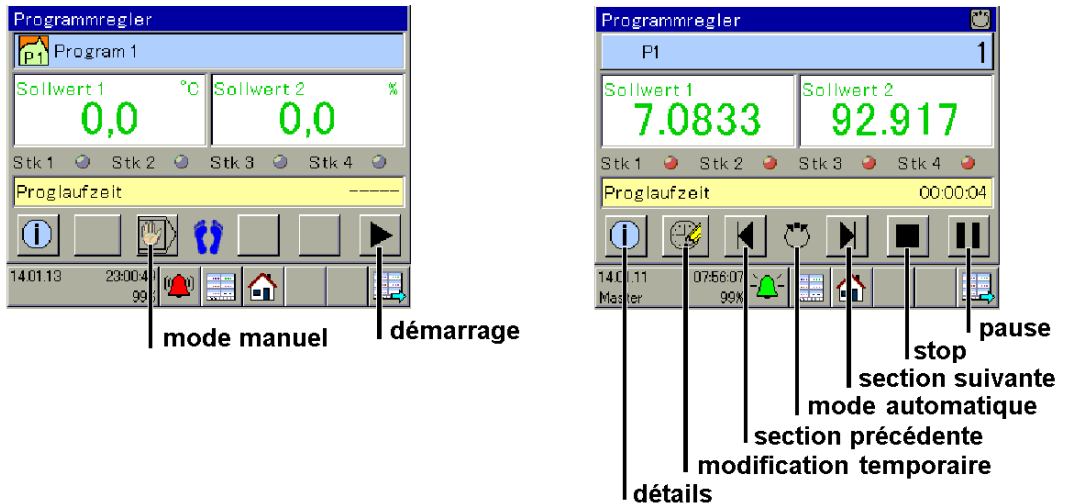 Programmregler
P1 Program 1
Sollwert 1 °C Sollwert 2 %
0,0 0,0
Stk 1 Stk 2 Stk 3 Stk 4
Proglaufzeit -----
14.01.13 23:00:49
99%
mode manuel
démarrage
Programmregler
P1 1
Sollwert 1 Sollwert 2
7.0833 92.917
Stk 1 Stk 2 Stk 3 Stk 4
Proglaufzeit 00:00:04
14.01.11 07:56:07
Master 99%
pause
stop
section suivante
mode automatique
section précédente
modification temporaire
détails